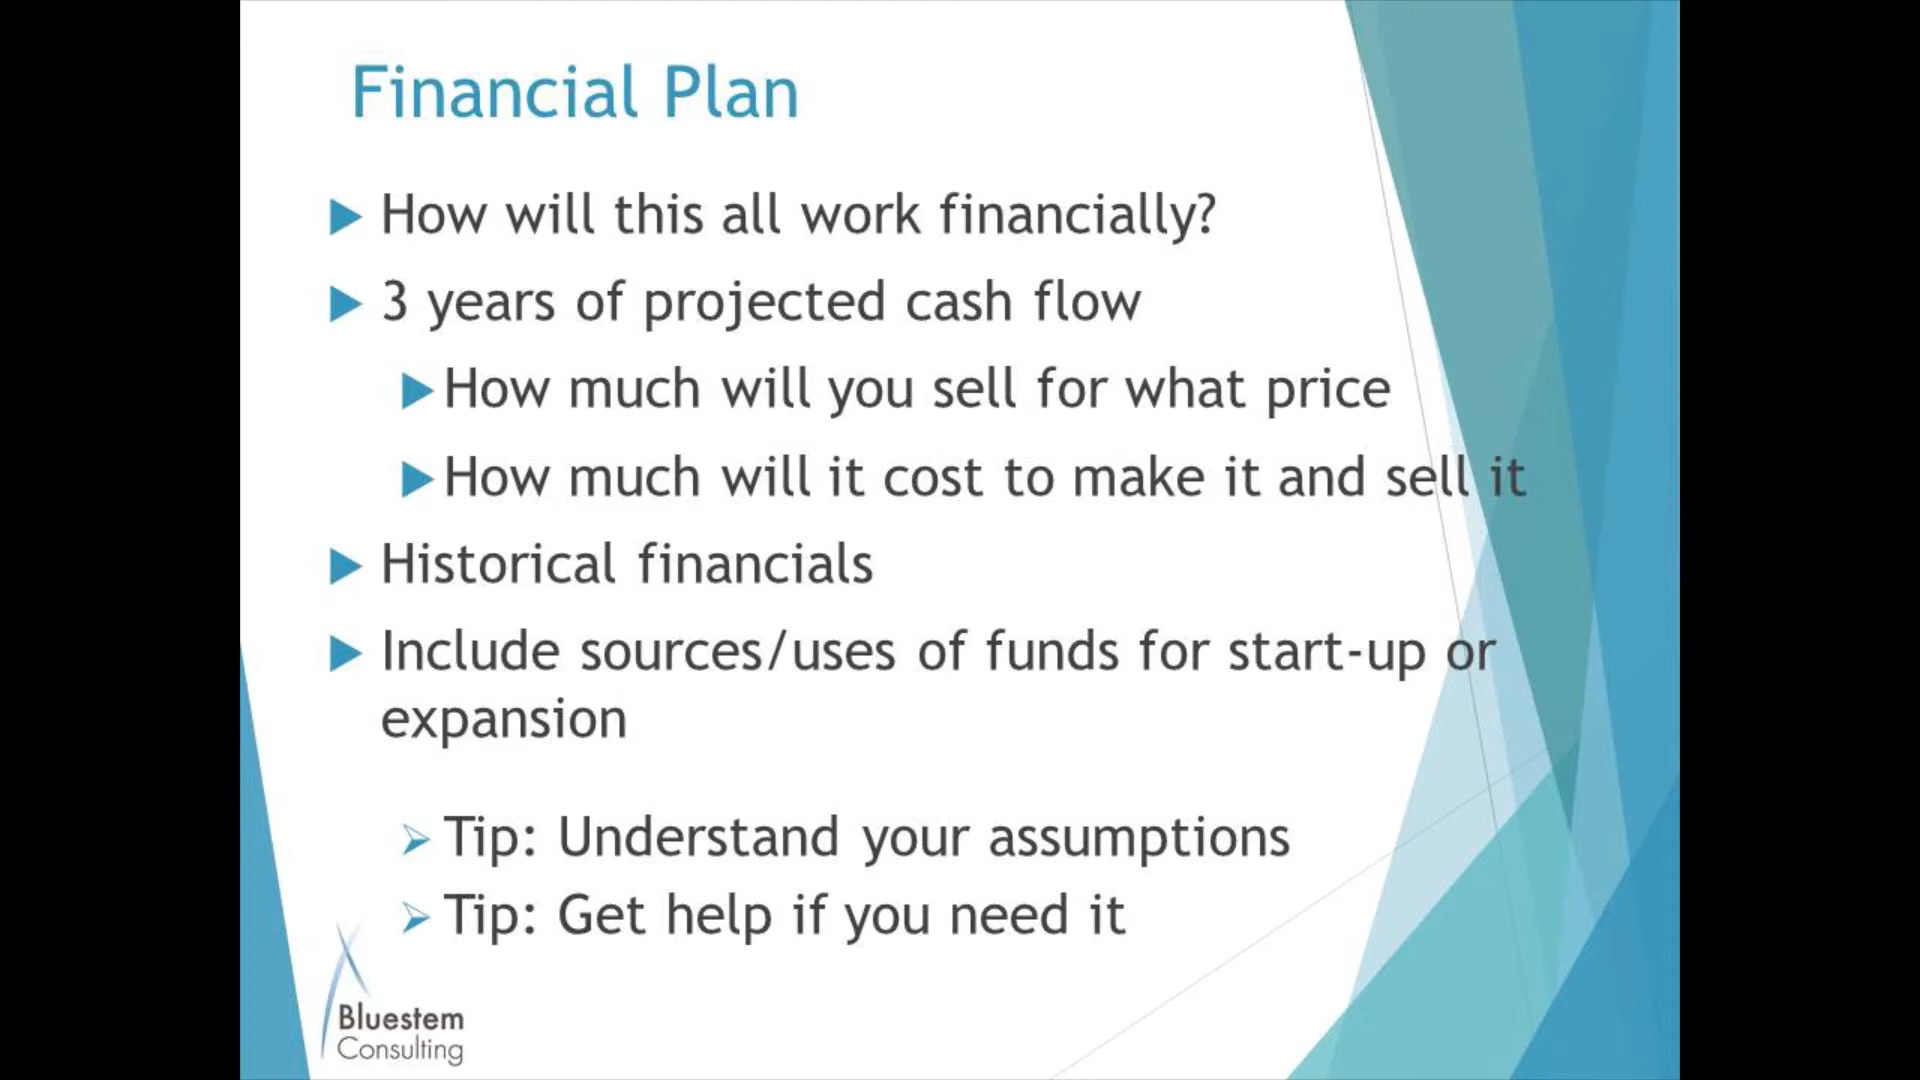 Financial Plan
How will this all work financially?
3 years of projected cash flow
How much will you sell for what price
How much will it cost to make it and sell it
Historical financials
Include sources/uses of funds for start-up or
expansion
Tip: Understand your assumptions
Tip: Get help if you need it
Bluestem
Consulting